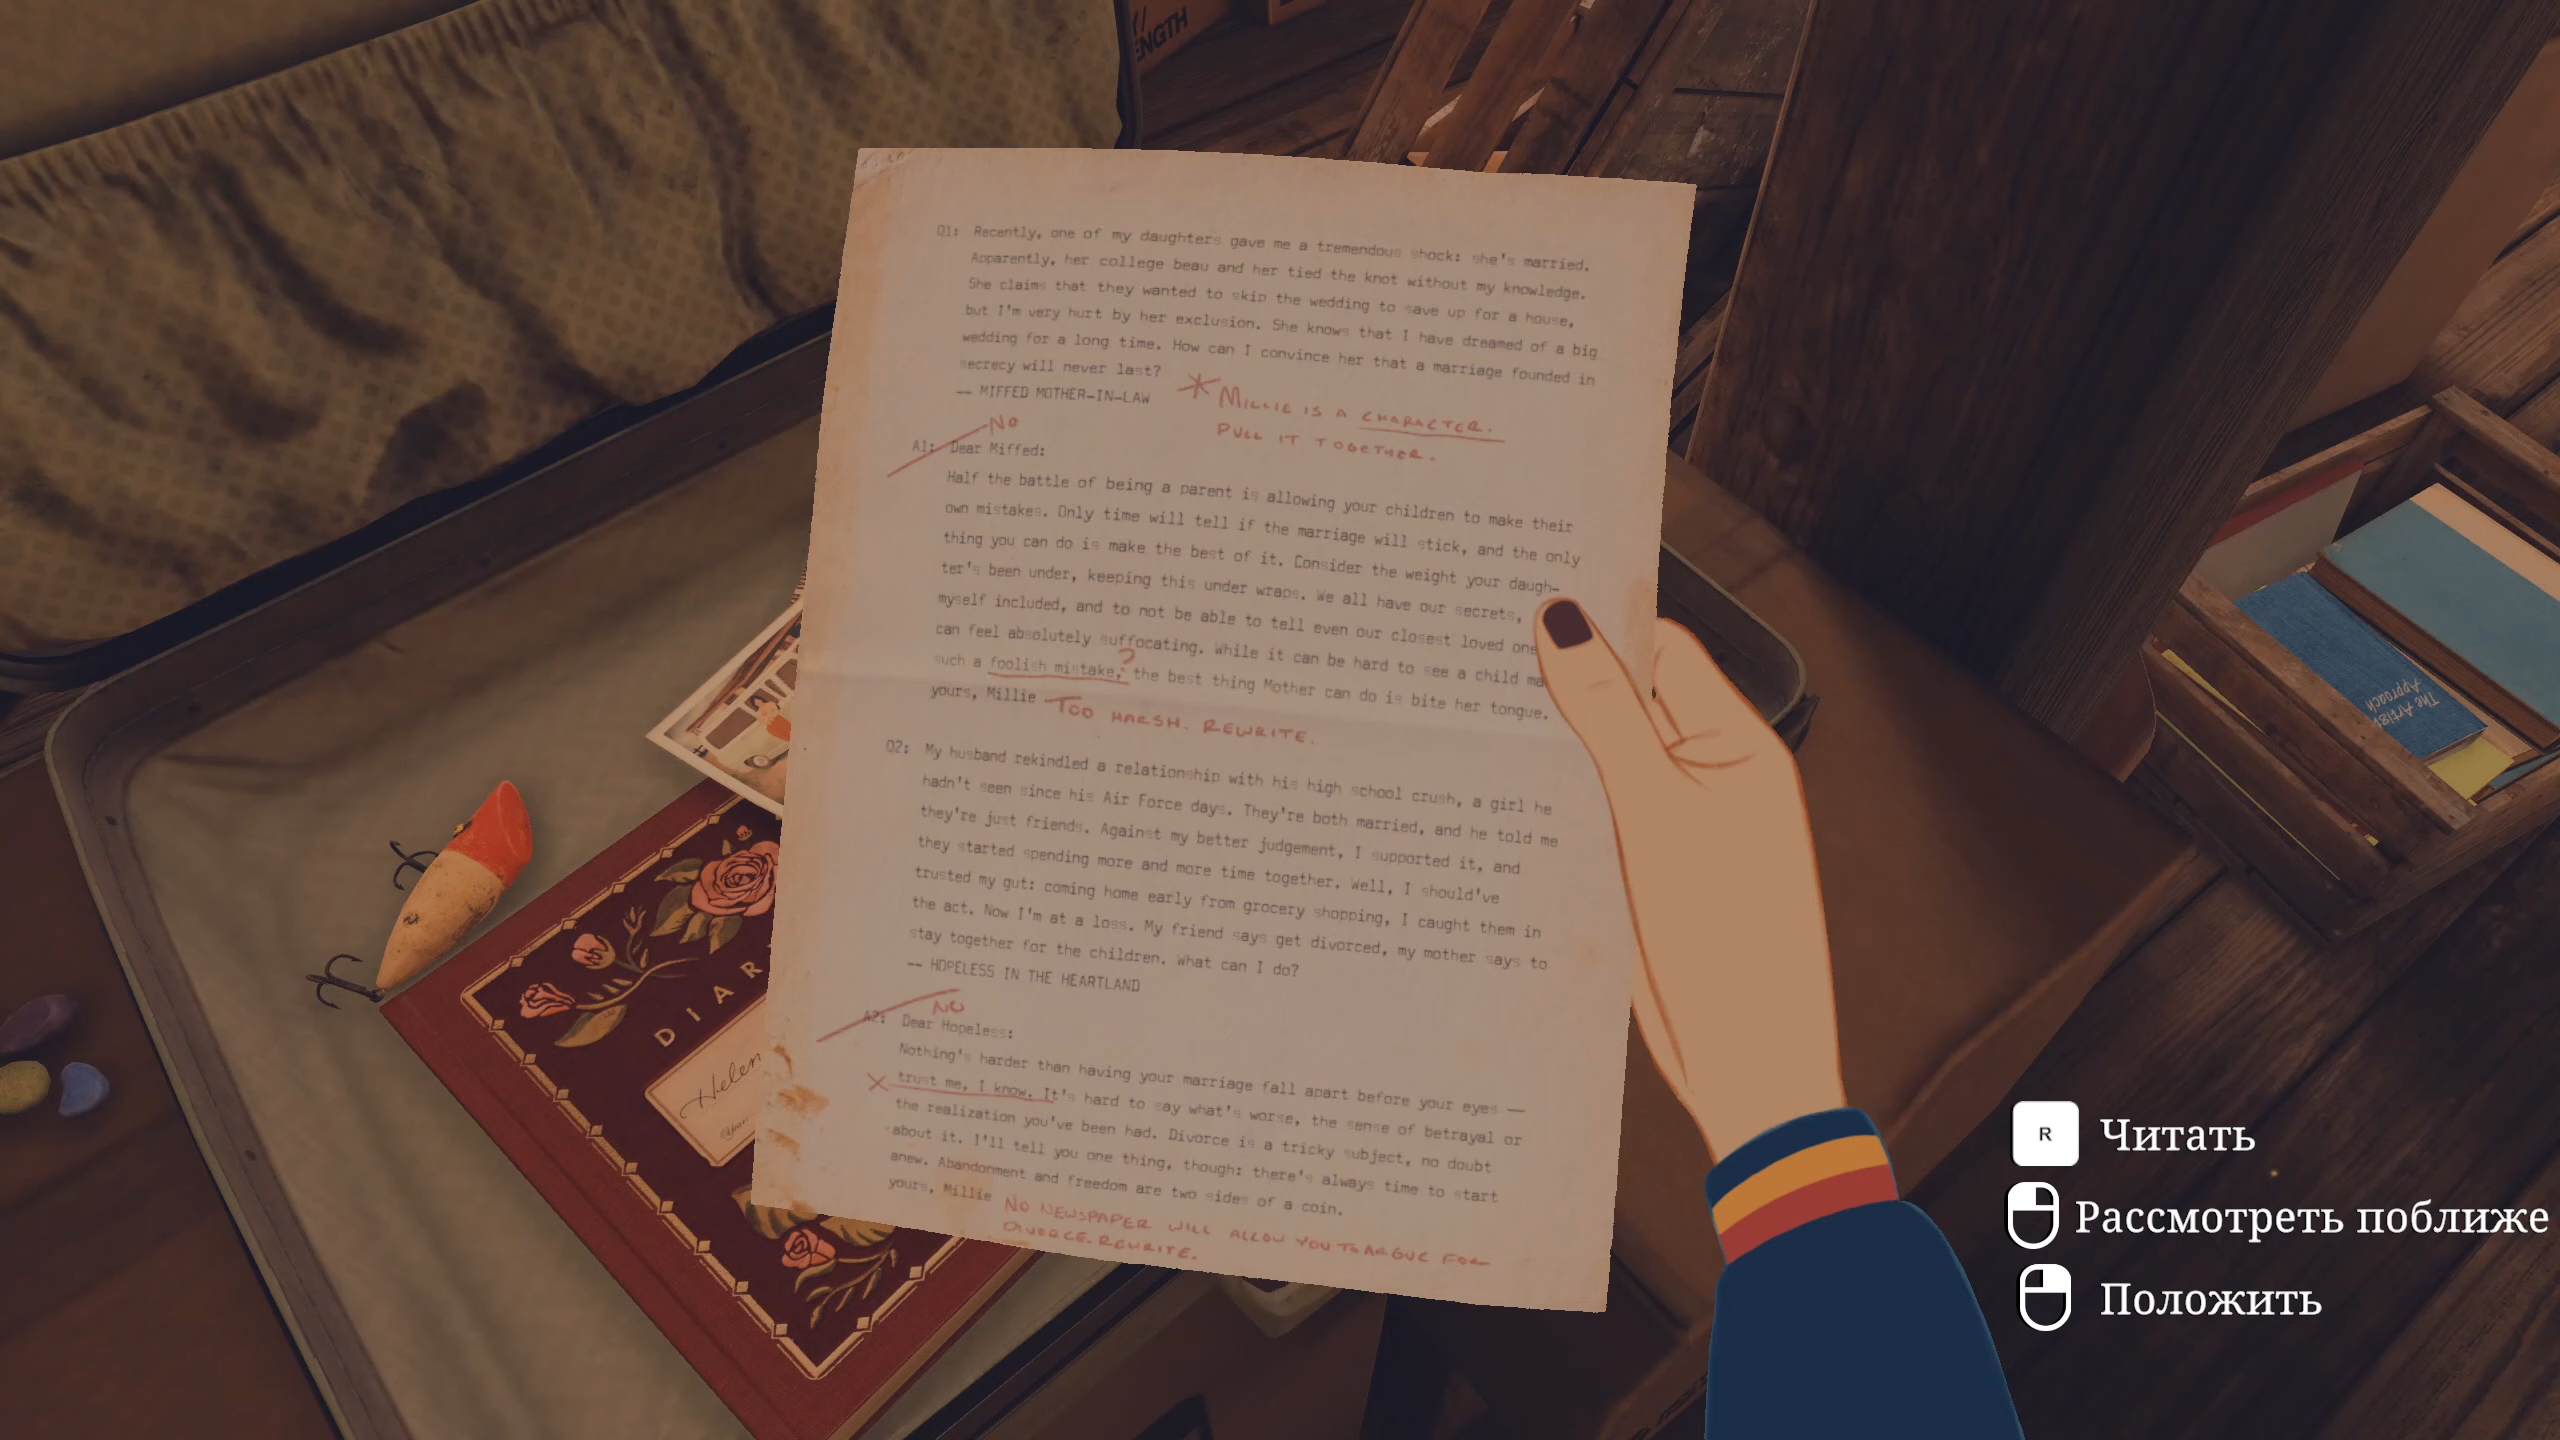 ENGTH
Q1: Recently, one of my daughters gave me a tremendous shock: she's married.
Apparently, her college beau and her tied the knot without my knowledge.
She claims that they wanted to skip the wedding to save up for a house,
but I'm very hurt by her exclusion. She knows that I have dreamed of a big
wedding for a long time. How can I convince her that a marriage founded in
secrecy will never last?
-- MIFFED MOTHER-IN-LAW
* MILLIE IS A CHARACTER.
PULL IT TOGETHER.
NO
A1: Dear Miffed:
Half the battle of being a parent is allowing your children to make their
own mistakes. Only time will tell if the marriage will stick, and the only
thing you can do is make the best of it. Consider the weight your daugh-
ter's been under, keeping this under wraps. We all have our secrets,
myself included, and to not be able to tell even our closest loved one
can feel absolutely suffocating. While it can be hard to see a child ma
such a foolish mistake, ? the best thing Mother can do is bite her tongue.
yours, Millie TOO HARSH. REWRITE.
Q2: My husband rekindled a relationship with his high school crush, a girl he
hadn't seen since his Air Force days. They're both married, and he told me
they're just friends. Against my better judgement, I supported it, and
they started spending more and more time together. Well, I should've
trusted my gut: coming home early from grocery shopping, I caught them in
the act. Now I'm at a loss. My friend says get divorced, my mother says to
stay together for the children. What can I do?
-- HOPELESS IN THE HEARTLAND
NO
A2: Dear Hopeless:
Nothing's harder than having your marriage fall apart before your eyes —
X trust me, I know. It's hard to say what's worse, the sense of betrayal or
the realization you've been had. Divorce is a tricky subject, no doubt
about it. I'll tell you one thing, though: there's always time to start
anew. Abandonment and freedom are two sides of a coin.
yours, Millie NO NEWSPAPER WILL ALLOW YOU TO ARGUE FOR
DIVORCE. REWRITE.
DIAR
Helen
The Artist
Approach
R Читать
Рассмотреть поближе
Положить